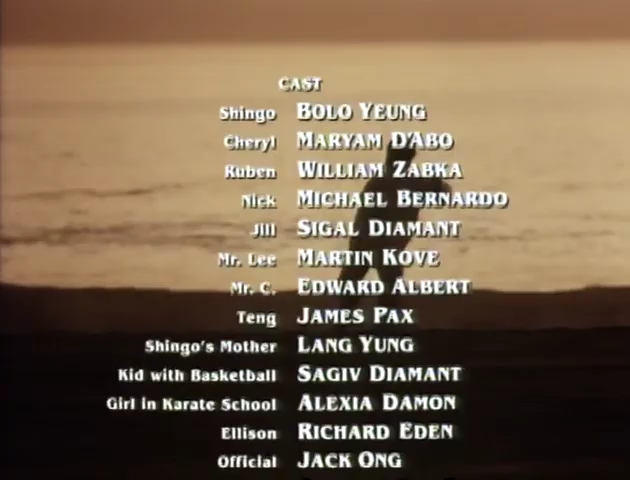 CAST
Shingo BOLO YEUNG
Cheryl MARYAM D'ABO
Ruben WILLIAM ZABKA
Nick MICHAEL BERNARDO
Jill SIGAL DIAMANT
Mr. Lee MARTIN KOVE
Mr. C. EDWARD ALBERT
Teng JAMES PAX
Shingo's Mother LANG YUNG
Kid with Basketball SAGIV DIAMANT
Girl in Karate School ALEXIA DAMON
Ellison RICHARD EDEN
Official JACK ONG